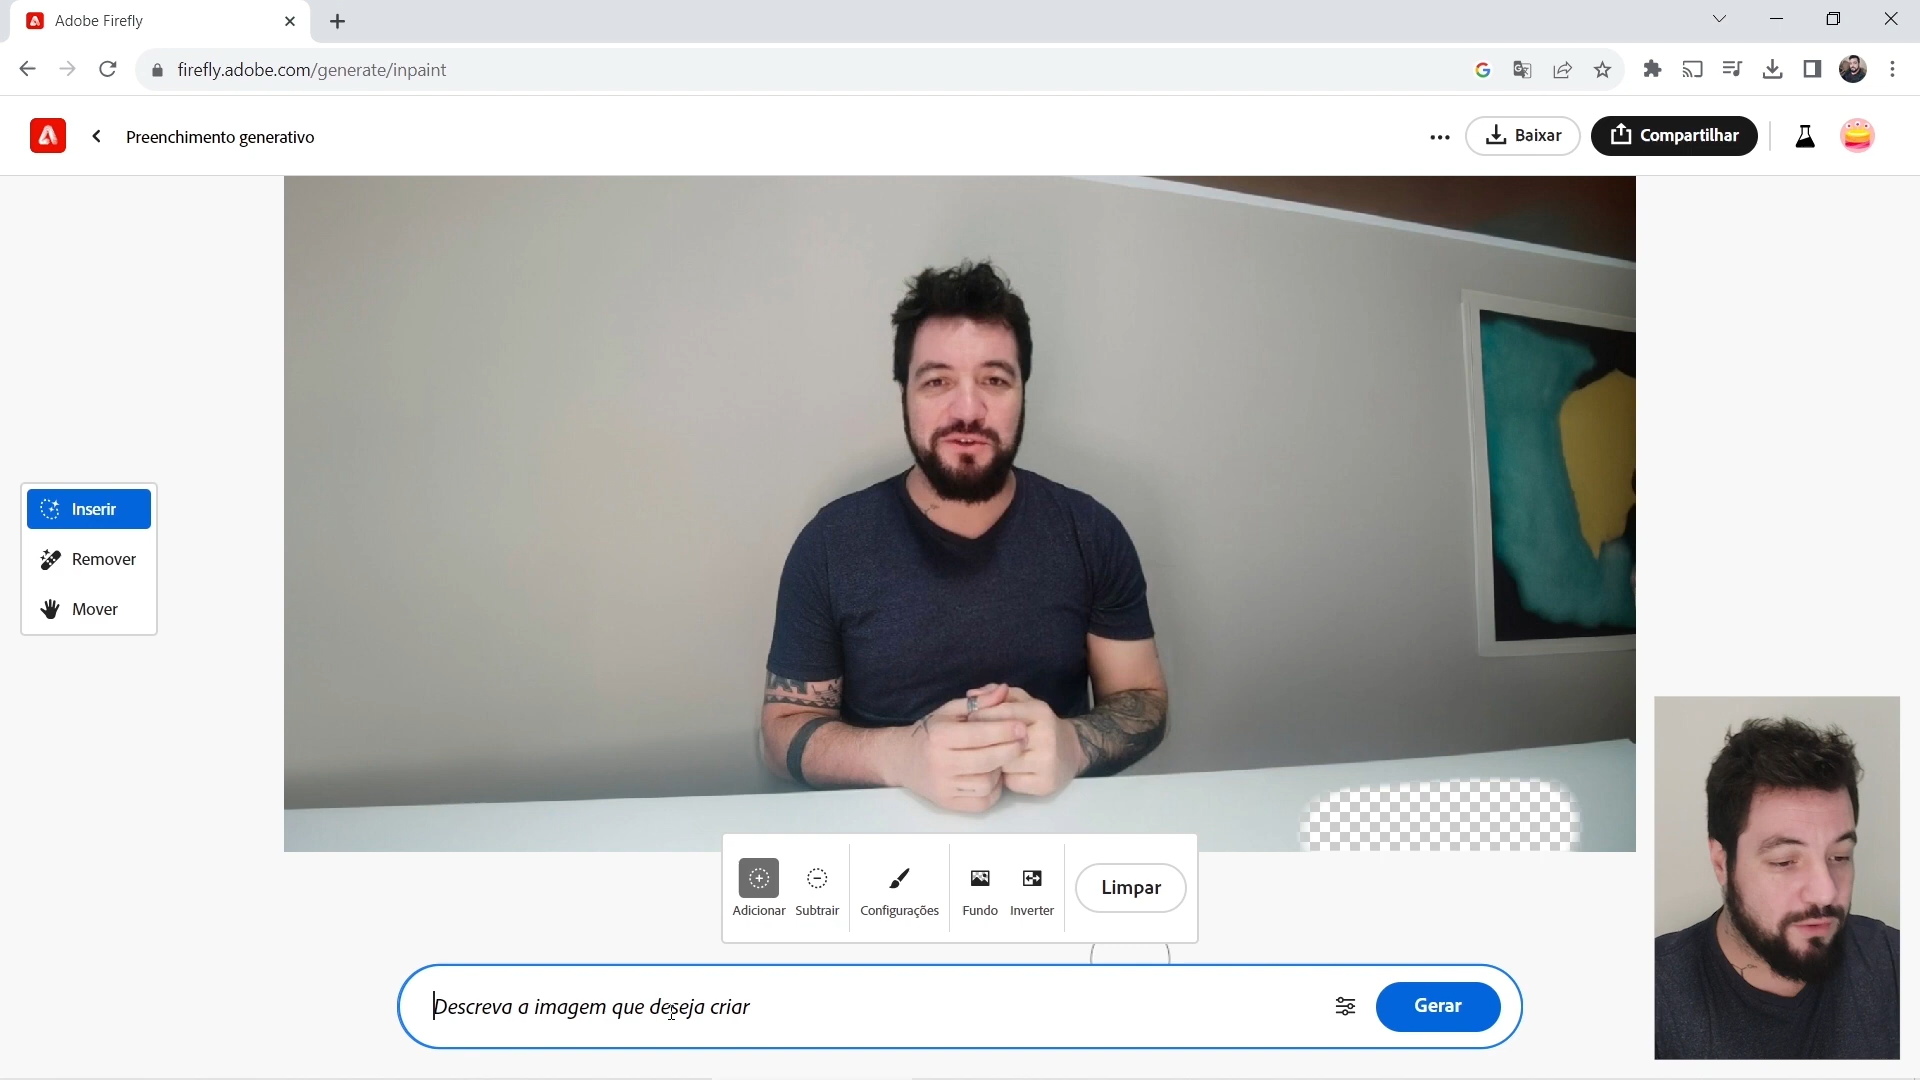 Adobe Firefly
firefly.adobe.com/generate/inpaint
Preenchimento generativo
Baixar
Compartilhar
Inserir
Remover
Mover
Adicionar
Subtrair
Configurações
Fundo
Inverter
Limpar
Descreva a imagem que deseja criar
Gerar